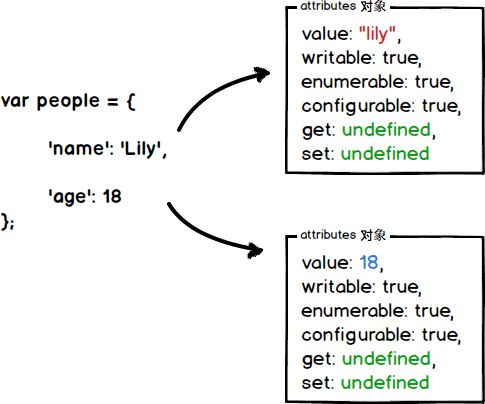 var people = {
'name': 'Lily',
'age': 18
};
attributes 对象
value: "lily",
writable: true,
enumerable: true,
configurable: true,
get: undefined,
set: undefined
attributes 对象
value: 18,
writable: true,
enumerable: true,
configurable: true,
get: undefined,
set: undefined